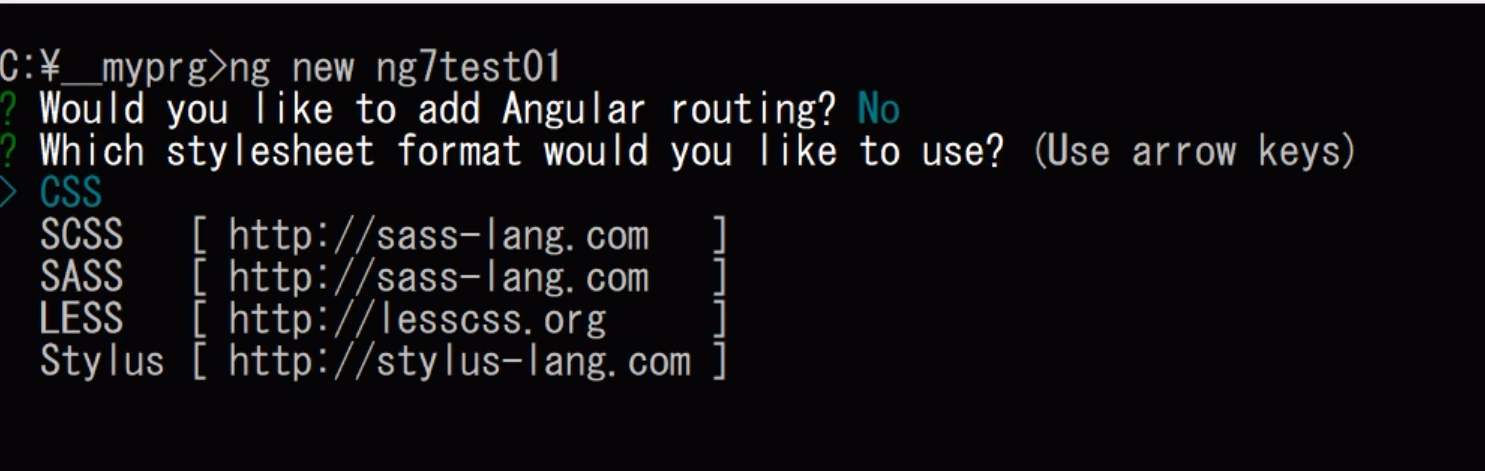 C:¥__myprg>ng new ng7test01
? Would you like to add Angular routing? No
? Which stylesheet format would you like to use? (Use arrow keys)
> CSS
  SCSS   [ http://sass-lang.com   ]
  SASS   [ http://sass-lang.com   ]
  LESS   [ http://lesscss.org     ]
  Stylus [ http://stylus-lang.com ]